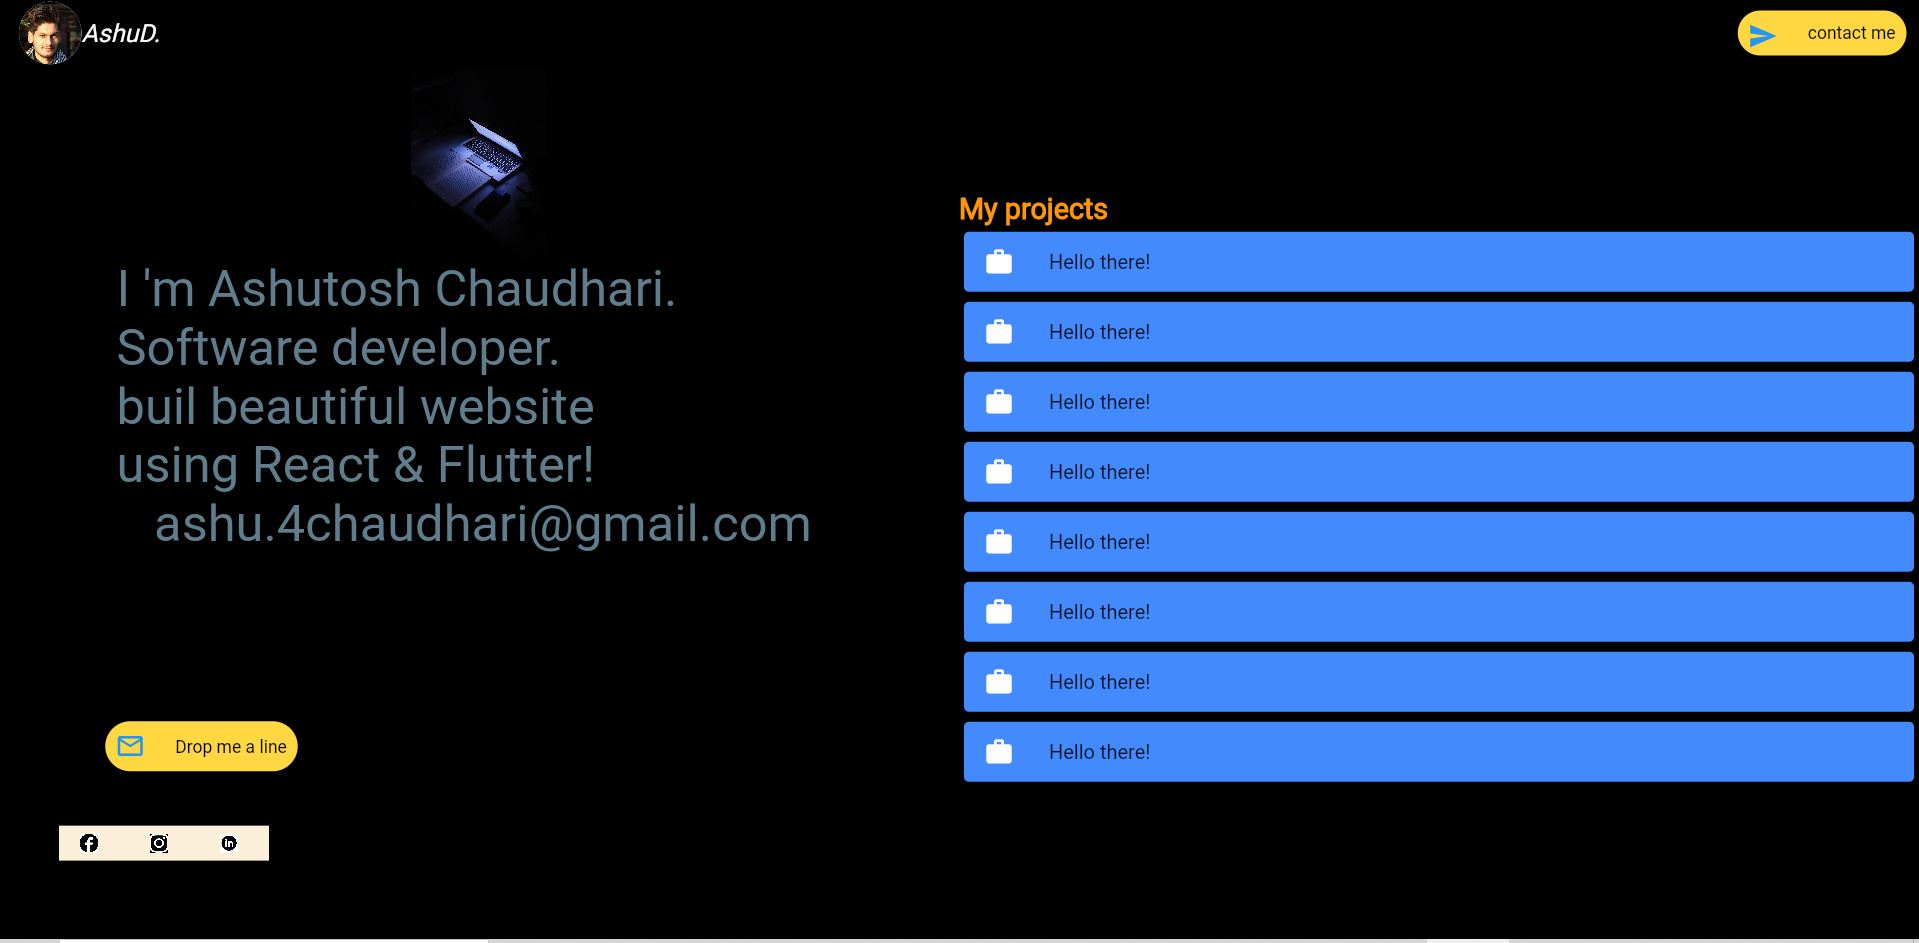 AshuD.
contact me
I 'm Ashutosh Chaudhari.
Software developer.
buil beautiful website
using React & Flutter!
ashu.4chaudhari@gmail.com
Drop me a line
My projects
Hello there!
Hello there!
Hello there!
Hello there!
Hello there!
Hello there!
Hello there!
Hello there!